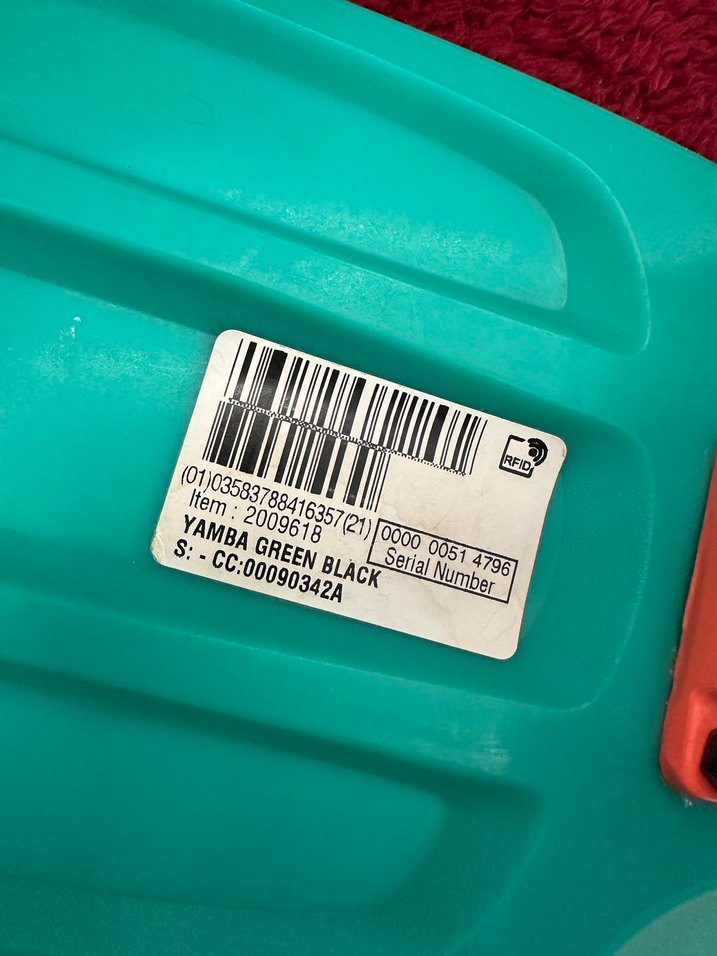 RFID
(01)03583788416357(21)
0000 0051 4796
Serial Number
Item : 2009618
YAMBA GREEN BLACK
S: - CC:00090342A